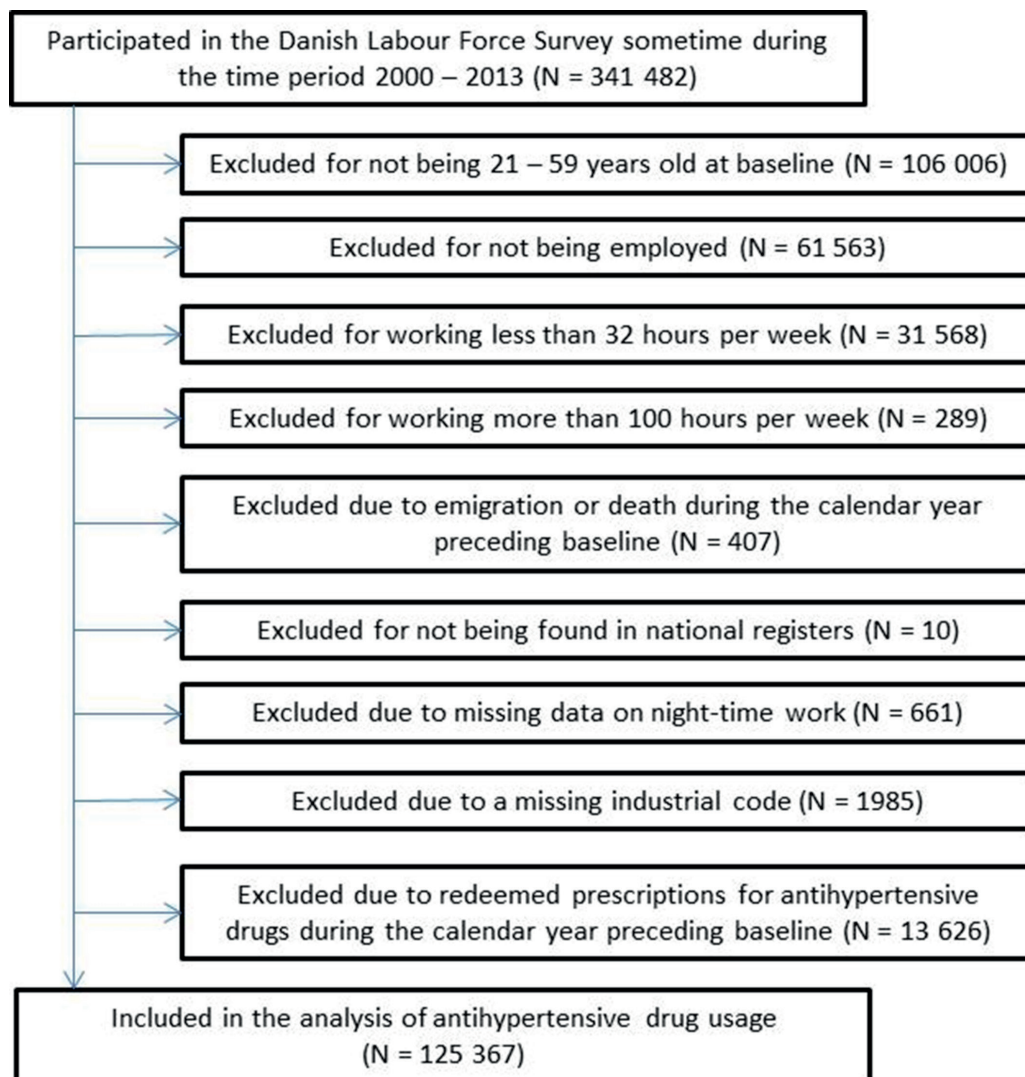 Participated in the Danish Labour Force Survey sometime during
the time period 2000 – 2013 (N = 341 482)
Excluded for not being 21 – 59 years old at baseline (N = 106 006)
Excluded for not being employed (N = 61 563)
Excluded for working less than 32 hours per week (N = 31 568)
Excluded for working more than 100 hours per week (N = 289)
Excluded due to emigration or death during the calendar year
preceding baseline (N = 407)
Excluded for not being found in national registers (N = 10)
Excluded due to missing data on night-time work (N = 661)
Excluded due to a missing industrial code (N = 1985)
Excluded due to redeemed prescriptions for antihypertensive
drugs during the calendar year preceding baseline (N = 13 626)
Included in the analysis of antihypertensive drug usage
(N = 125 367)